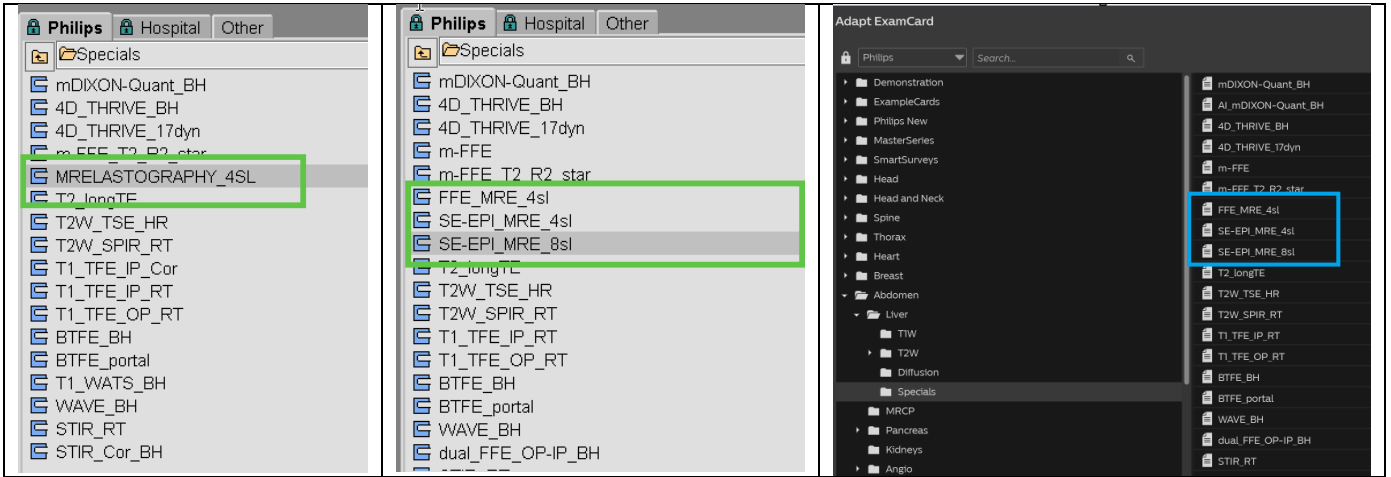 Philips Hospital Other
Specials
mDIXON-Quant_BH
4D_THRIVE_BH
4D_THRIVE_17dyn
m-FFE_T2_R2_star
MRELASTOGRAPHY_4SL
T2_longTE
T2W_TSE_HR
T2W_SPIR_RT
T1_TFE_IP_Cor
T1_TFE_IP_RT
T1_TFE_OP_RT
BTFE_BH
BTFE_portal
T1_WATS_BH
WAVE_BH
STIR_RT
STIR_Cor_BH
Philips Hospital Other
Specials
mDIXON-Quant_BH
4D_THRIVE_BH
4D_THRIVE_17dyn
m-FFE
m-FFE_T2_R2_star
FFE_MRE_4sl
SE-EPI_MRE_4sl
SE-EPI_MRE_8sl
T2_longTE
T2W_TSE_HR
T2W_SPIR_RT
T1_TFE_IP_RT
T1_TFE_OP_RT
BTFE_BH
BTFE_portal
WAVE_BH
dual_FFE_OP-IP_BH
Adapt ExamCard
Philips Search...
Demonstration
ExampleCards
Philips New
MasterSeries
SmartSurveys
Head
Head and Neck
Spine
Thorax
Heart
Breast
Abdomen
Liver
T1W
T2W
Diffusion
Specials
MRCP
Pancreas
Kidneys
Angio
mDIXON-Quant_BH
AI_mDIXON-Quant_BH
4D_THRIVE_BH
4D_THRIVE_17dyn
m-FFE
m-FFE_T2_R2_star
FFE_MRE_4sl
SE-EPI_MRE_4sl
SE-EPI_MRE_8sl
T2_longTE
T2W_TSE_HR
T2W_SPIR_RT
T1_TFE_IP_RT
T1_TFE_OP_RT
BTFE_BH
BTFE_portal
WAVE_BH
dual_FFE_OP-IP_BH
STIR_RT